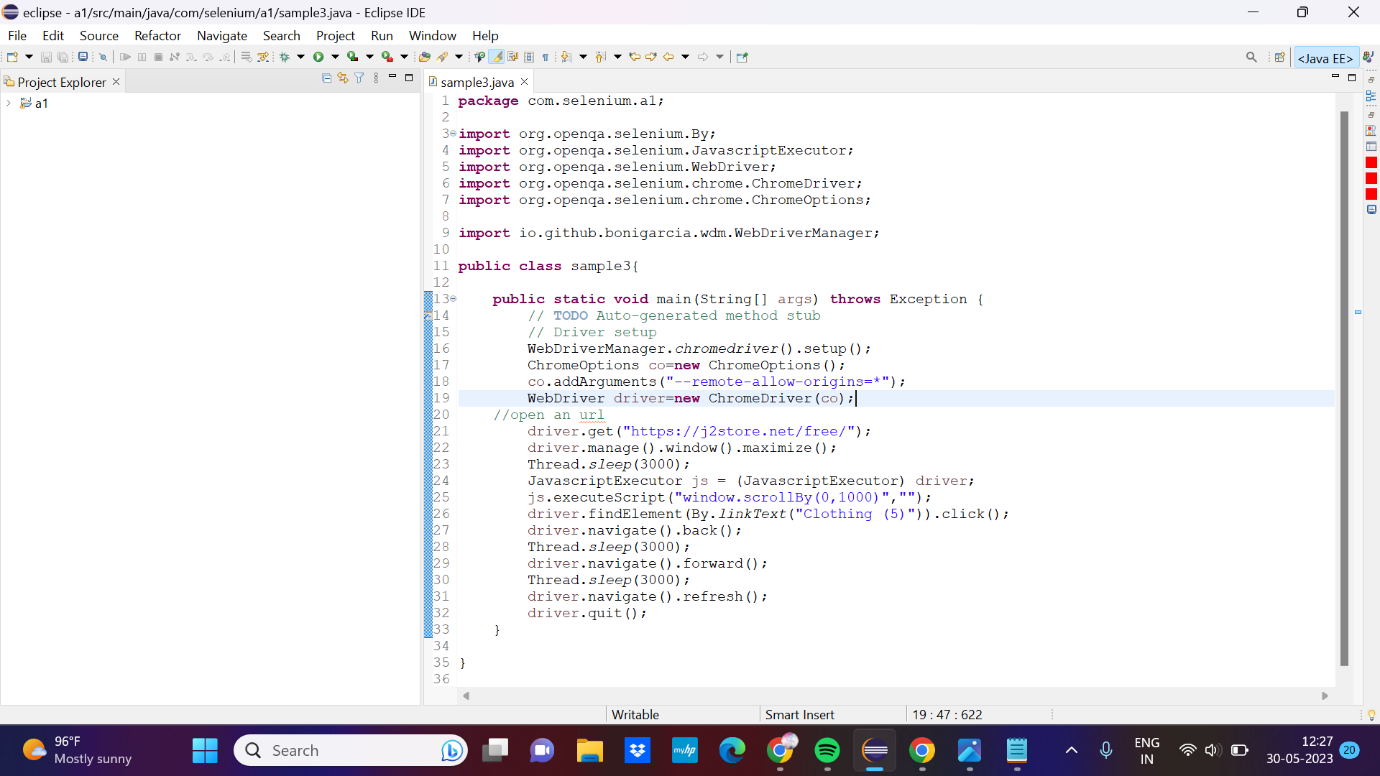 eclipse - a1/src/main/java/com/selenium/a1/sample3.java - Eclipse IDE
File Edit Source Refactor Navigate Search Project Run Window Help
<Java EE>
Project Explorer
a1
sample3.java
1 package com.selenium.a1;
2
3 import org.openqa.selenium.By;
4 import org.openqa.selenium.JavascriptExecutor;
5 import org.openqa.selenium.WebDriver;
6 import org.openqa.selenium.chrome.ChromeDriver;
7 import org.openqa.selenium.chrome.ChromeOptions;
8
9 import io.github.bonigarcia.wdm.WebDriverManager;
10
11 public class sample3{
12
13 public static void main(String[] args) throws Exception {
14 // TODO Auto-generated method stub
15 // Driver setup
16 WebDriverManager.chromedriver().setup();
17 ChromeOptions co=new ChromeOptions();
18 co.addArguments("--remote-allow-origins=*");
19 WebDriver driver=new ChromeDriver(co);
20 //open an url
21 driver.get("https://j2store.net/free/");
22 driver.manage().window().maximize();
23 Thread.sleep(3000);
24 JavascriptExecutor js = (JavascriptExecutor) driver;
25 js.executeScript("window.scrollBy(0,1000)","");
26 driver.findElement(By.linkText("Clothing (5)")).click();
27 driver.navigate().back();
28 Thread.sleep(3000);
29 driver.navigate().forward();
30 Thread.sleep(3000);
31 driver.navigate().refresh();
32 driver.quit();
33 }
34
35 }
36
Writable Smart Insert 19 : 47 : 622
96°F
Mostly sunny
Search
myhp
ENG
IN
12:27
30-05-2023
20